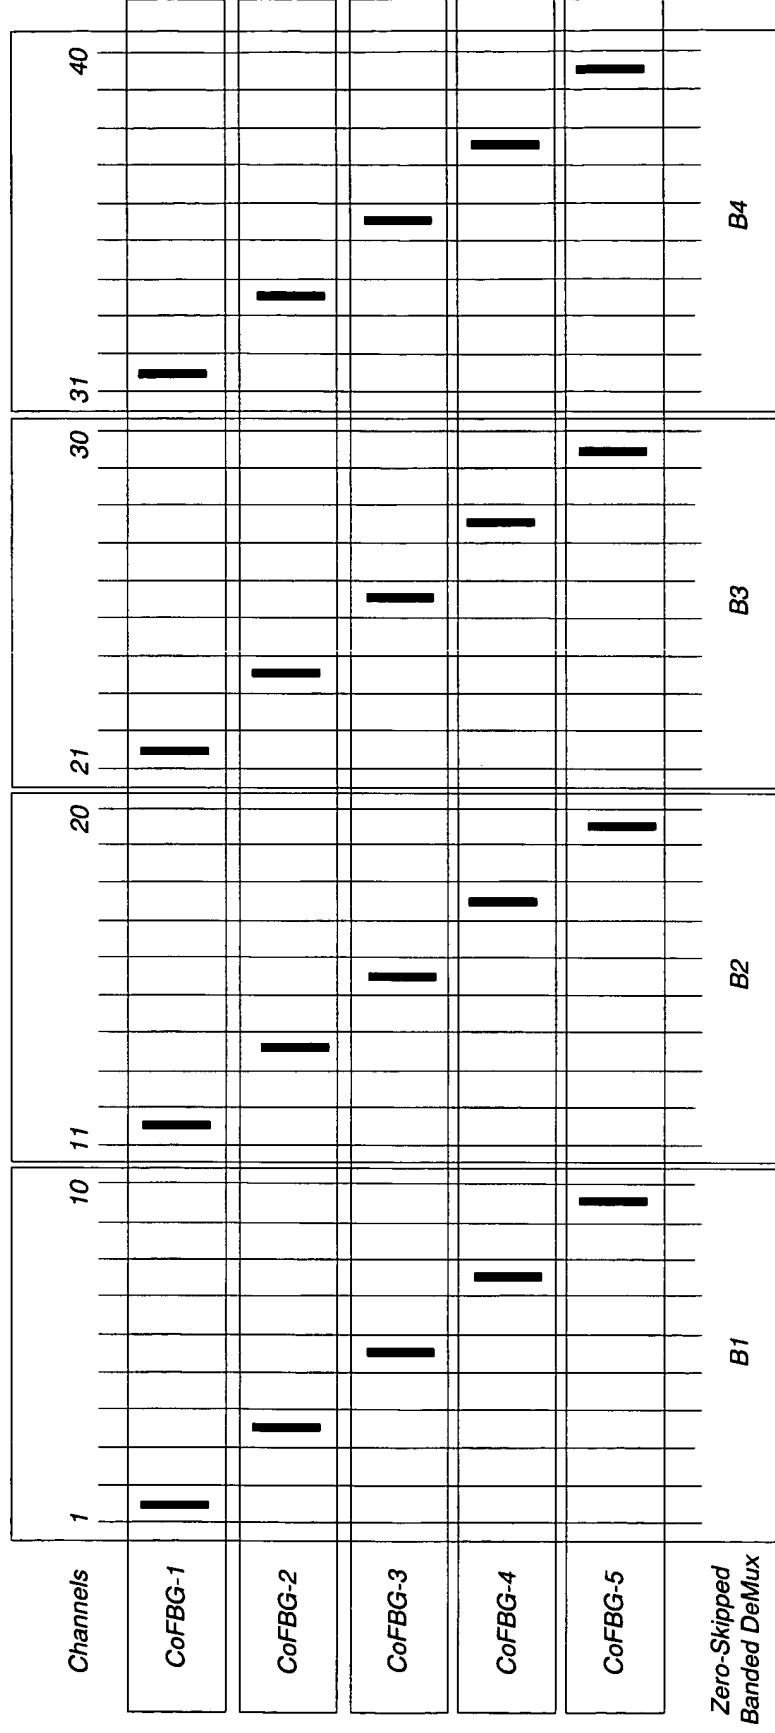 Channels
1
10
11
20
21
30
31
40
CoFBG-1
CoFBG-2
CoFBG-3
CoFBG-4
CoFBG-5
Zero-Skipped
Banded DeMux
B1
B2
B3
B4